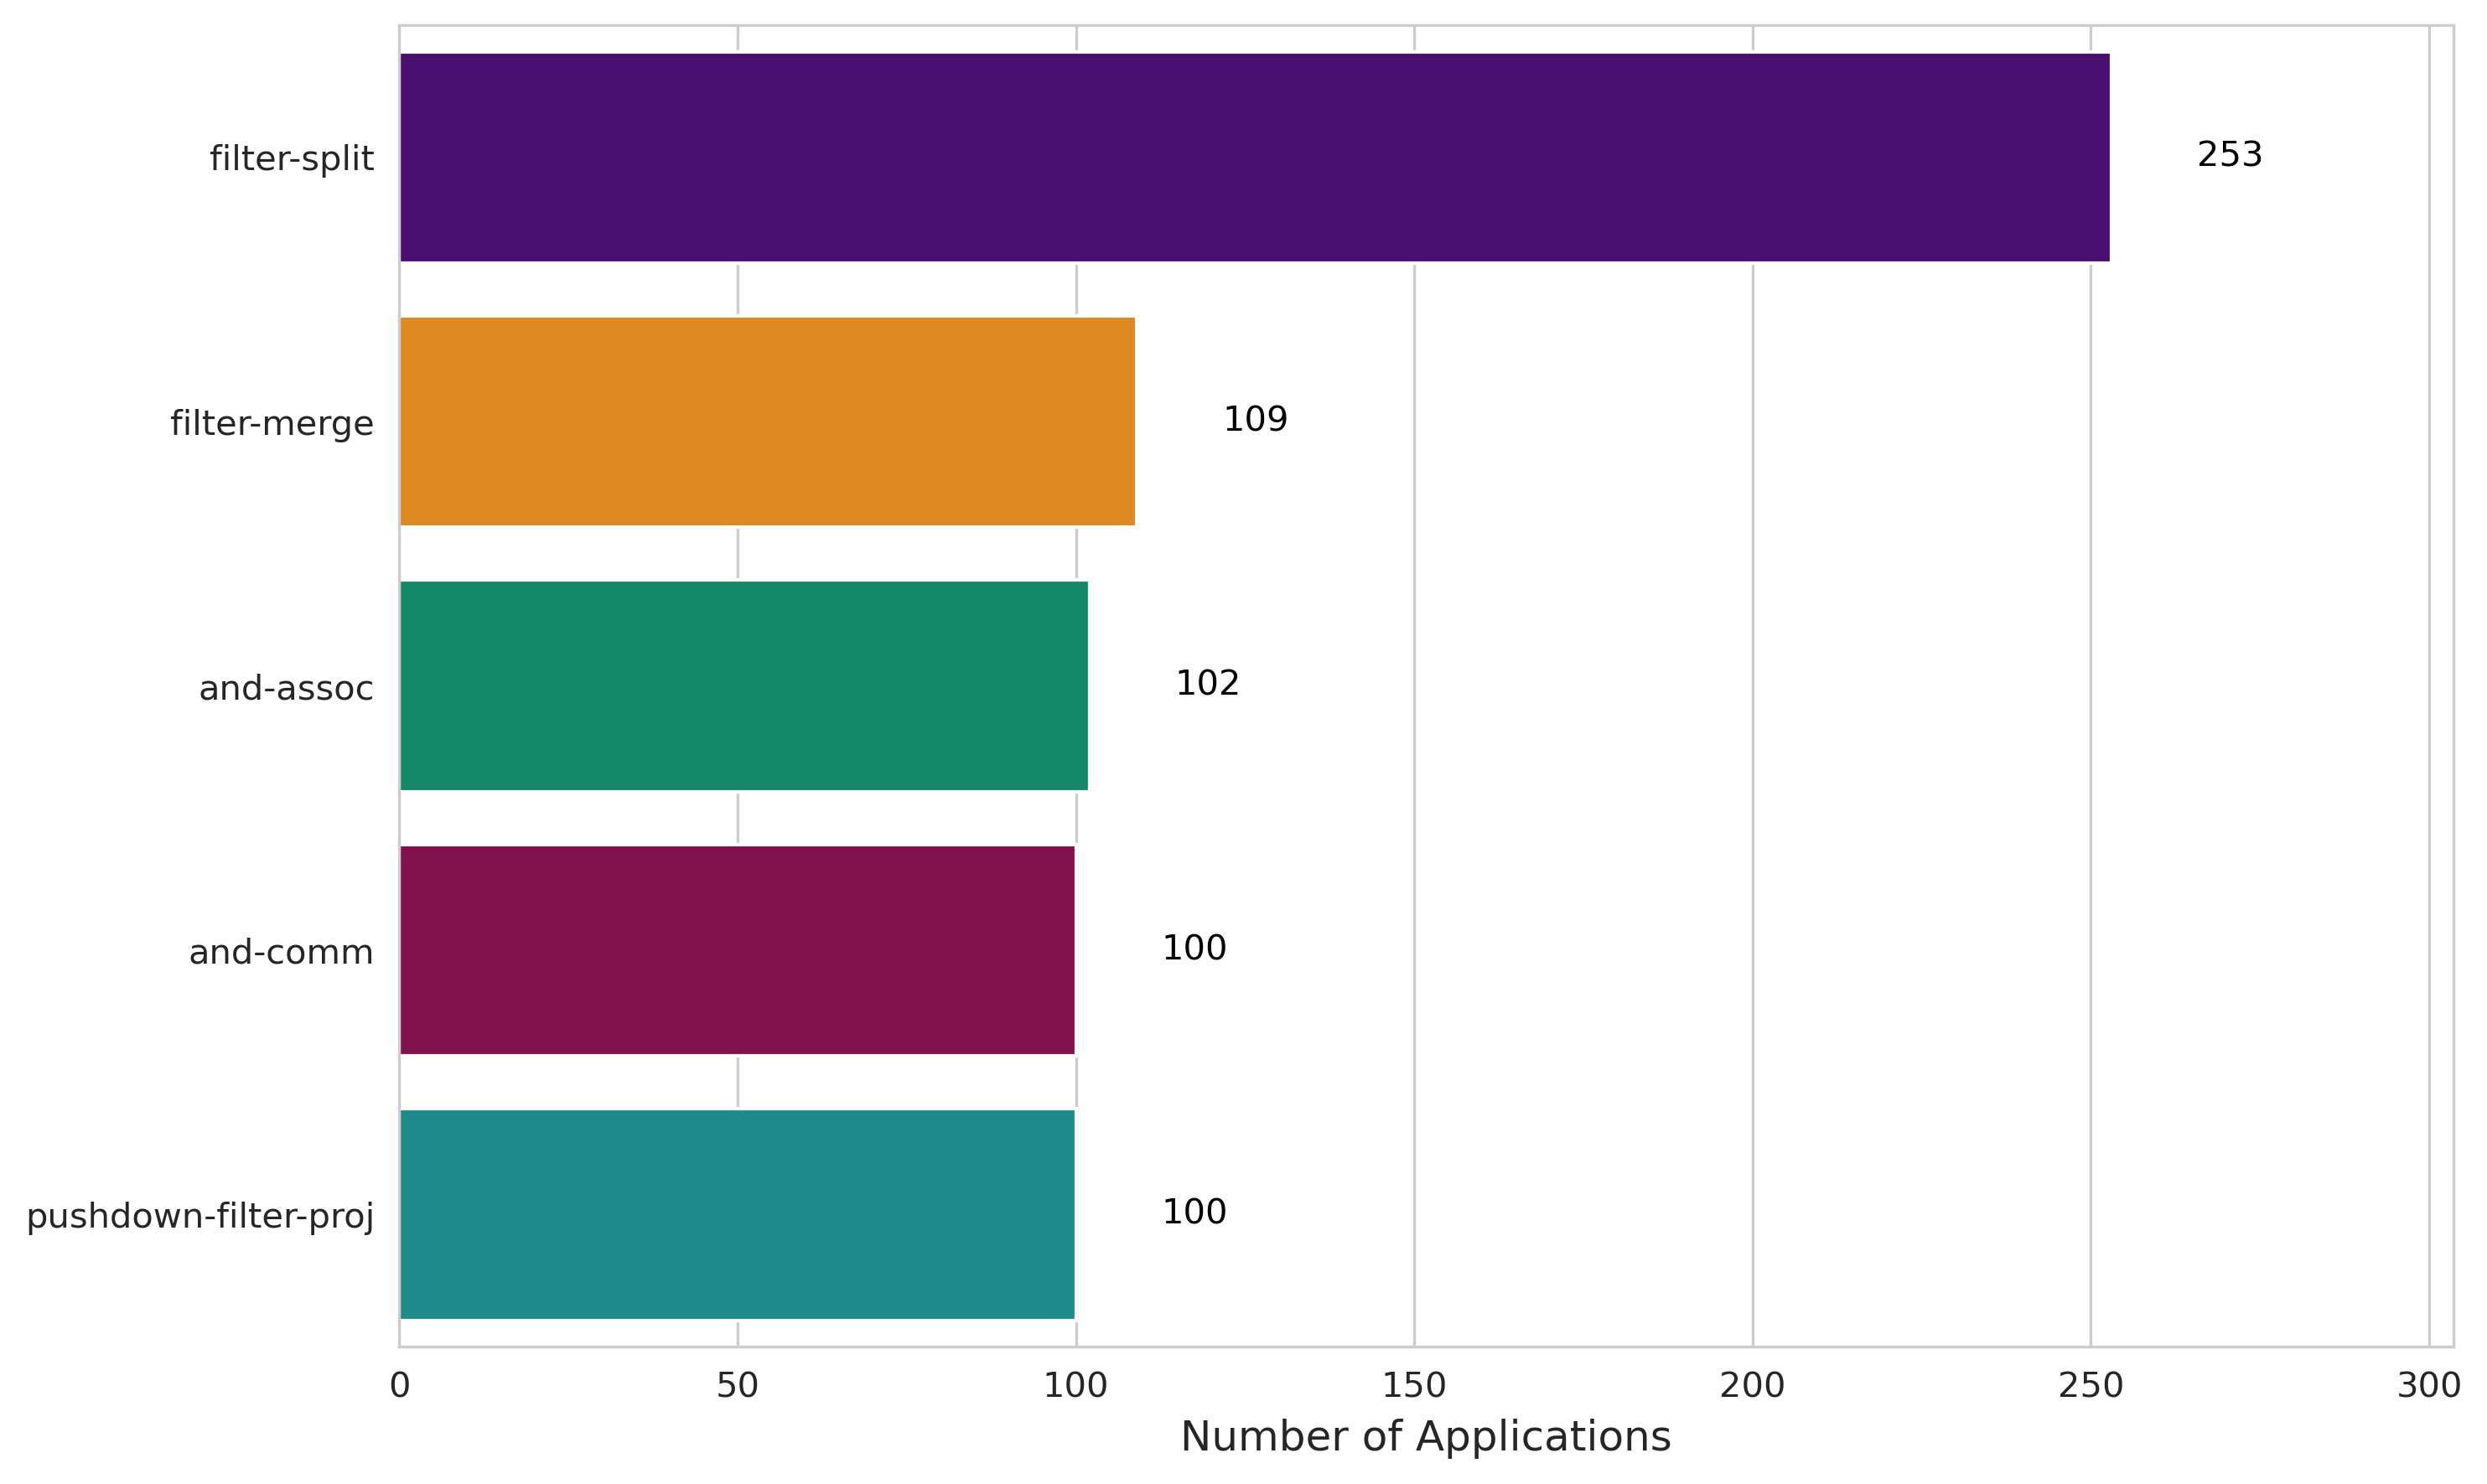 filter-split
253
filter-merge
109
and-assoc
102
and-comm
100
pushdown-filter-proj
100
0 50 100 150 200 250 300
Number of Applications